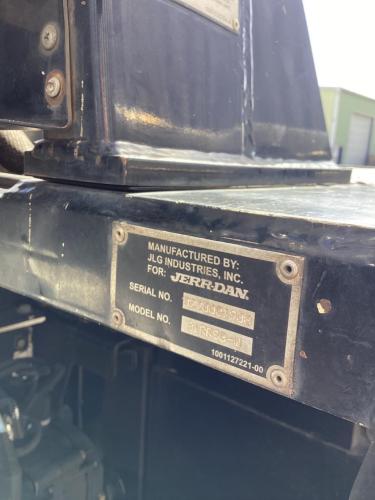 MANUFACTURED BY:
JLG INDUSTRIES, INC.
FOR: JERR-DAN.
SERIAL NO.
MODEL NO.
1001127221-00